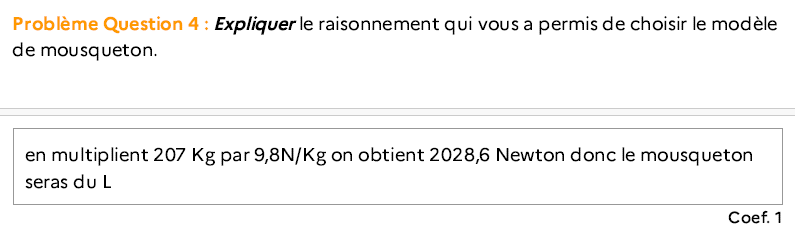 Problème Question 4 : Expliquer le raisonnement qui vous a permis de choisir le modèle
de mousqueton.
en multiplient 207 Kg par 9,8N/Kg on obtient 2028,6 Newton donc le mousqueton
seras du L
Coef. 1